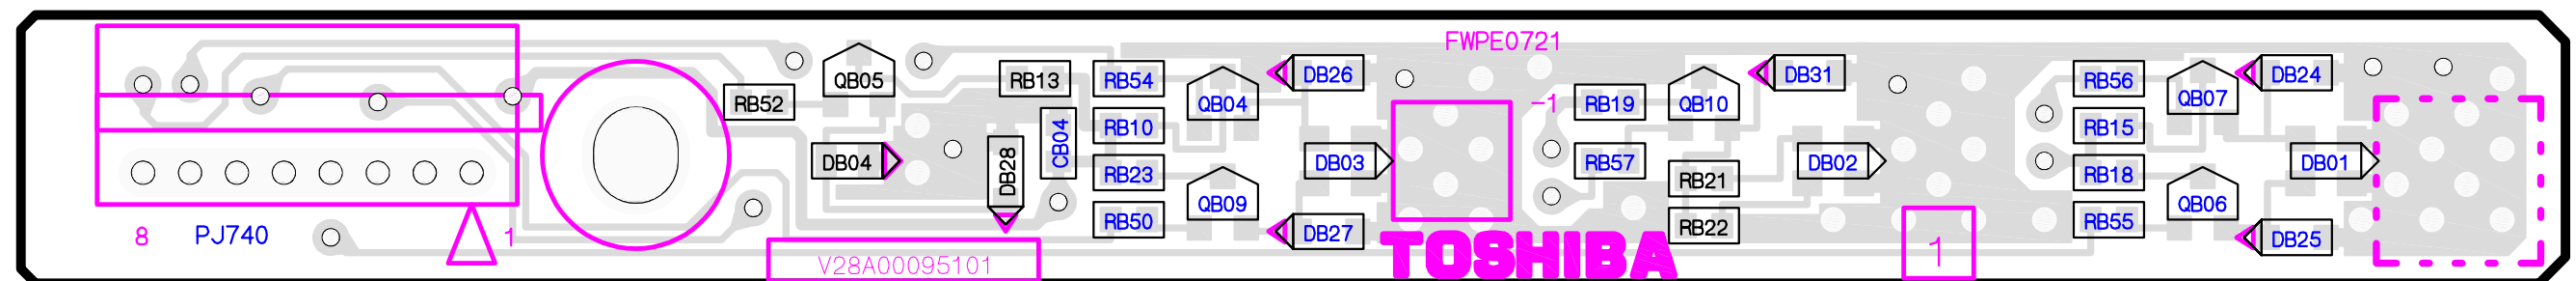 FWPE0721
-1
QB05
RB52
RB13
RB54
DB26
DB31
RB56
DB24
QB04
RB19
QB10
QB07
RB10
CB04
RB15
DB04
DB28
DB03
RB57
DB02
DB01
RB23
RB21
RB18
QB09
QB06
RB50
DB27
RB22
RB55
DB25
8
PJ740
1
V28A00095101
TOSHIBA
1